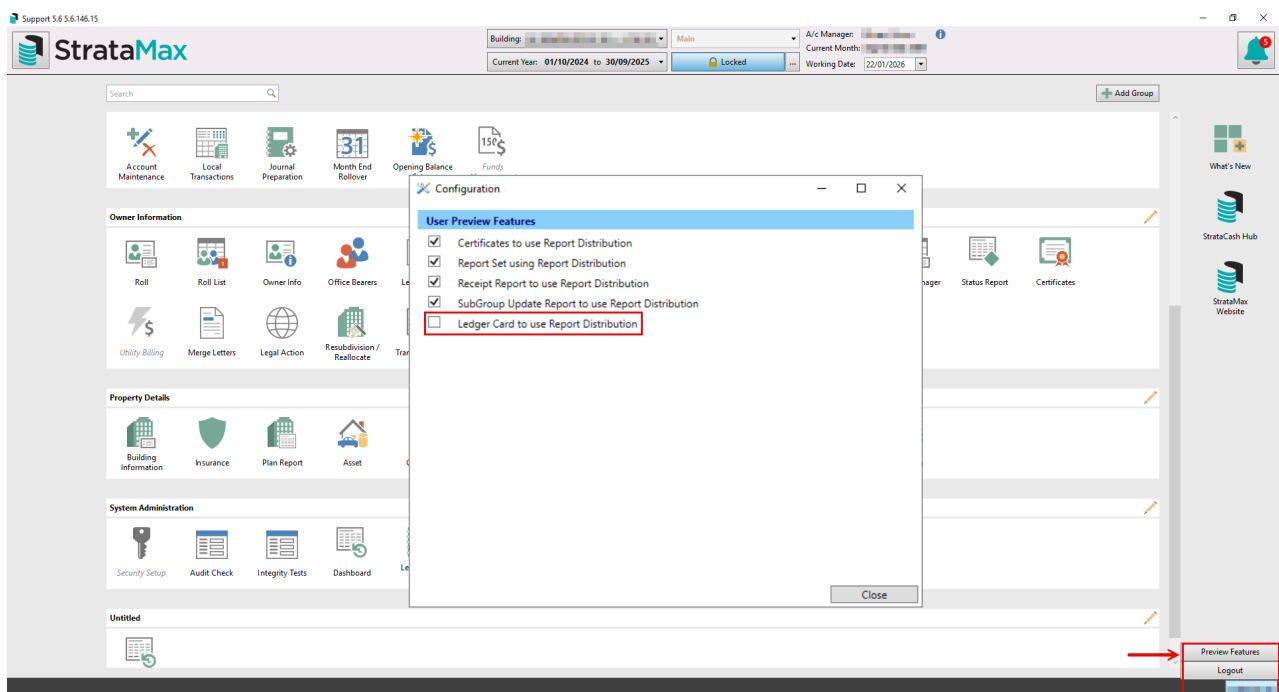 Support 5.6 5.6.146.15
StrataMax
Building:
Main
A/c Manager:
Current Month:
Current Year: 01/10/2024 to 30/09/2025
Locked
...
Working Date: 22/01/2026
5
Search
Add Group
Account Maintenance
Local Transactions
Journal Preparation
31
Month End Rollover
Opening Balance
150
Funds
What's New
Configuration
User Preview Features
Certificates to use Report Distribution
Report Set using Report Distribution
Receipt Report to use Report Distribution
SubGroup Update Report to use Report Distribution
Ledger Card to use Report Distribution
Close
Owner Information
StrataCash Hub
Roll
Roll List
Owner Info
Office Bearers
Le
nager
Status Report
Certificates
StrataMax Website
Utility Billing
Merge Letters
Legal Action
Resubdivision / Reallocate
Tran
Property Details
Building Information
Insurance
Plan Report
Asset
System Administration
Security Setup
Audit Check
Integrity Tests
Dashboard
Le
Untitled
Preview Features
Logout